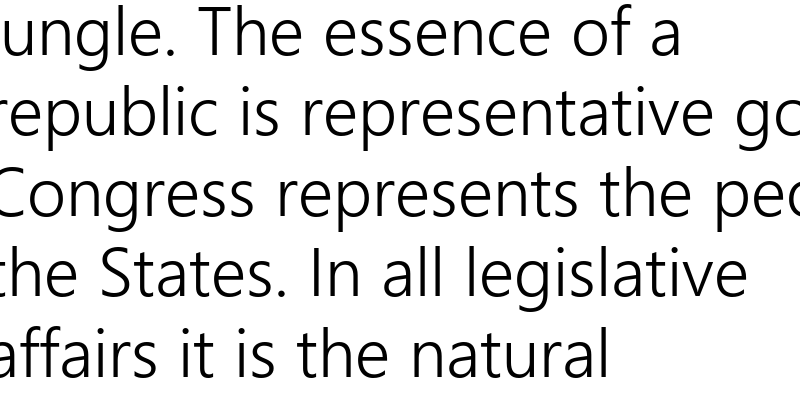 ungle. The essence of a
republic is representative
Congress represents the
the States. In all legislative
affairs it is the natural